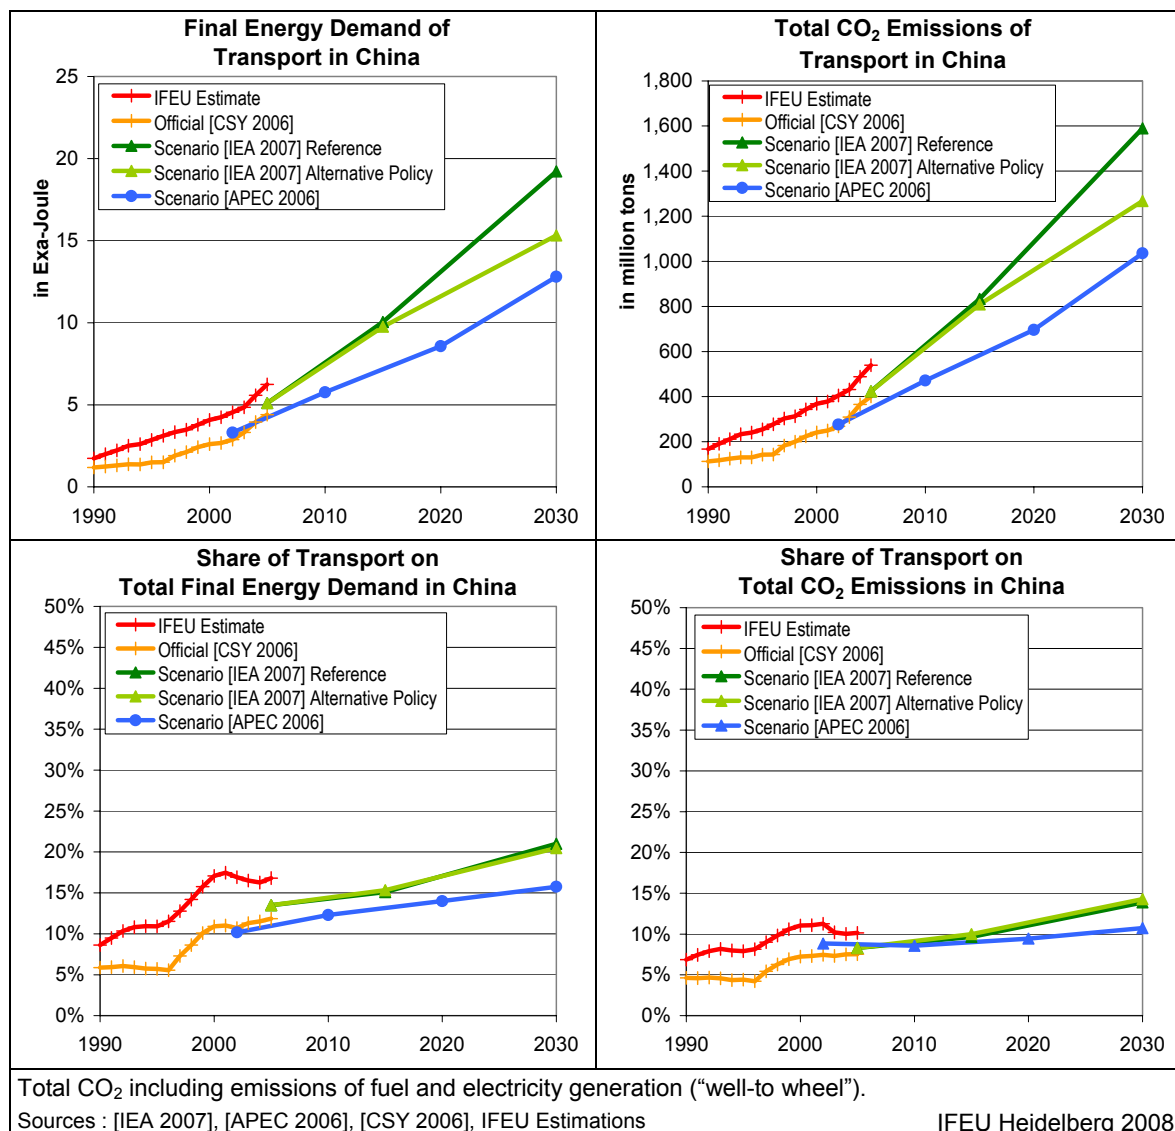 Final Energy Demand of
Transport in China
25
20
15
10
5
0
in Exa-Joule
IFEU Estimate
Official [CSY 2006]
Scenario [IEA 2007] Reference
Scenario [IEA 2007] Alternative Policy
Scenario [APEC 2006]
1990 2000 2010 2020 2030
Total CO₂ Emissions of
Transport in China
1,800
1,600
1,400
1,200
1,000
800
600
400
200
0
in million tons
IFEU Estimate
Official [CSY 2006]
Scenario [IEA 2007] Reference
Scenario [IEA 2007] Alternative Policy
Scenario [APEC 2006]
1990 2000 2010 2020 2030
Share of Transport on
Total Final Energy Demand in China
50%
45%
40%
35%
30%
25%
20%
15%
10%
5%
0%
IFEU Estimate
Official [CSY 2006]
Scenario [IEA 2007] Reference
Scenario [IEA 2007] Alternative Policy
Scenario [APEC 2006]
1990 2000 2010 2020 2030
Share of Transport on
Total CO₂ Emissions in China
50%
45%
40%
35%
30%
25%
20%
15%
10%
5%
0%
IFEU Estimate
Official [CSY 2006]
Scenario [IEA 2007] Reference
Scenario [IEA 2007] Alternative Policy
Scenario [APEC 2006]
1990 2000 2010 2020 2030
Total CO₂ including emissions of fuel and electricity generation (“well-to wheel”).
Sources : [IEA 2007], [APEC 2006], [CSY 2006], IFEU Estimations IFEU Heidelberg 2008